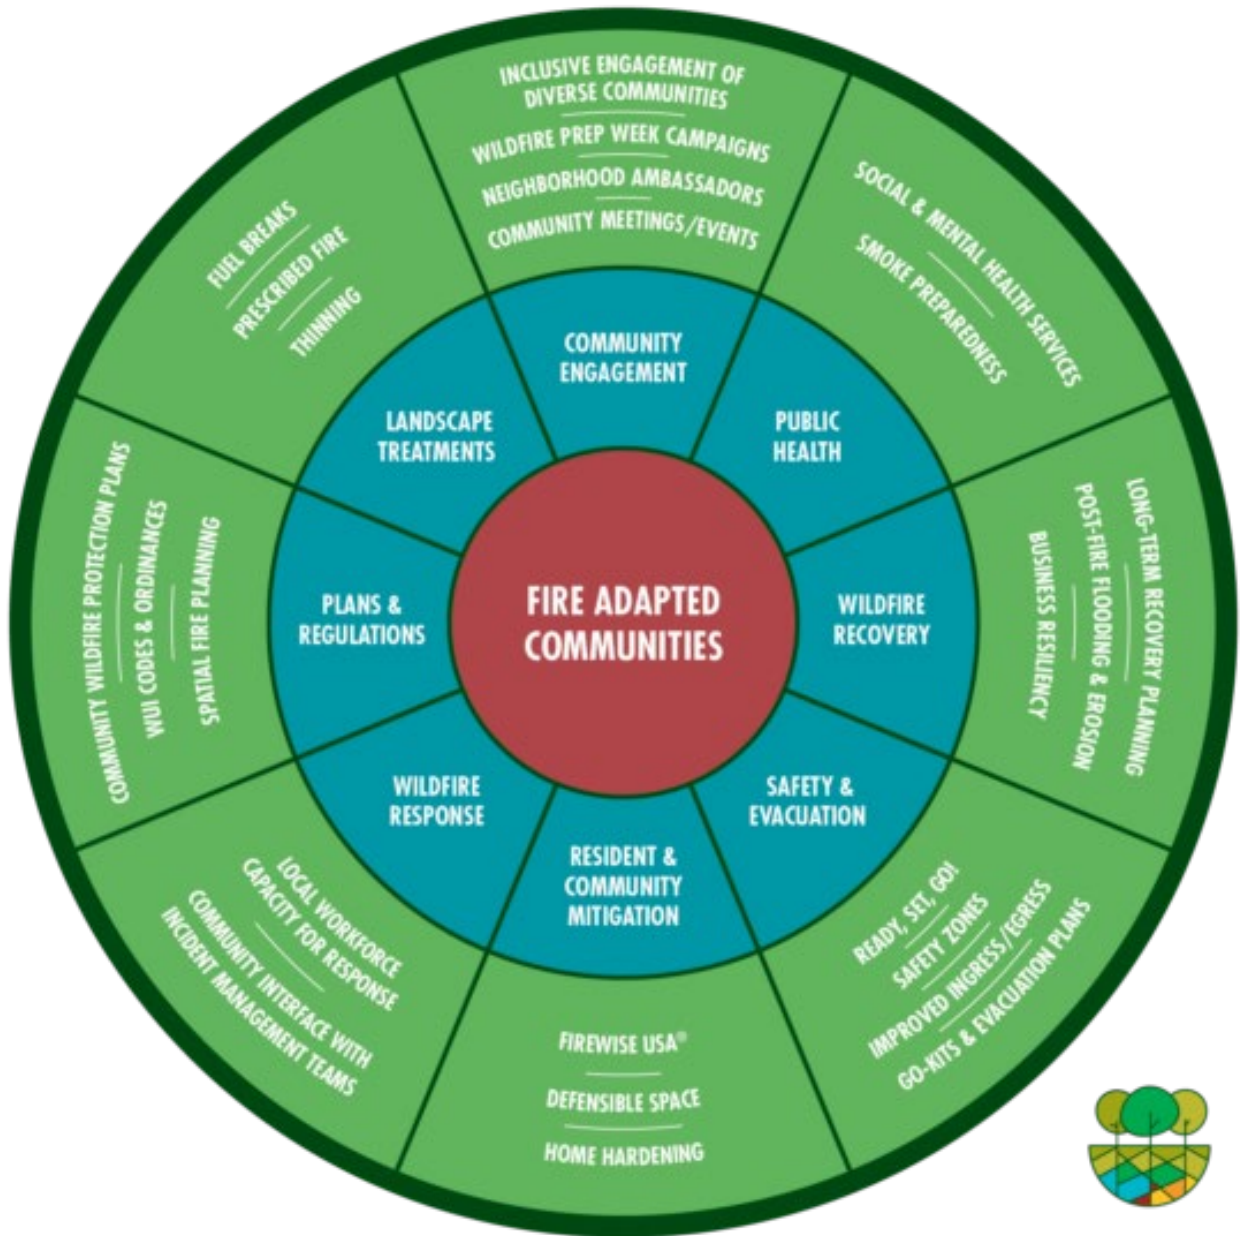 FIRE ADAPTED
COMMUNITIES
COMMUNITY
ENGAGEMENT
INCLUSIVE ENGAGEMENT OF
DIVERSE COMMUNITIES
WILDFIRE PREP WEEK CAMPAIGNS
NEIGHBORHOOD AMBASSADORS
COMMUNITY MEETINGS/EVENTS
PUBLIC
HEALTH
SOCIAL & MENTAL HEALTH SERVICES
SMOKE PREPAREDNESS
WILDFIRE
RECOVERY
LONG-TERM RECOVERY PLANNING
POST-FIRE FLOODING & EROSION
BUSINESS RESILIENCY
SAFETY &
EVACUATION
READY, SET, GO!
SAFETY ZONES
IMPROVED INGRESS/EGRESS
GO-KITS & EVACUATION PLANS
RESIDENT &
COMMUNITY
MITIGATION
FIREWISE USA®
DEFENSIBLE SPACE
HOME HARDENING
WILDFIRE
RESPONSE
LOCAL WORKFORCE
CAPACITY FOR RESPONSE
COMMUNITY INTERFACE WITH
INCIDENT MANAGEMENT TEAMS
PLANS &
REGULATIONS
COMMUNITY WILDFIRE PROTECTION PLANS
WUI CODES & ORDINANCES
SPATIAL FIRE PLANNING
LANDSCAPE
TREATMENTS
FUEL BREAKS
PRESCRIBED FIRE
THINNING